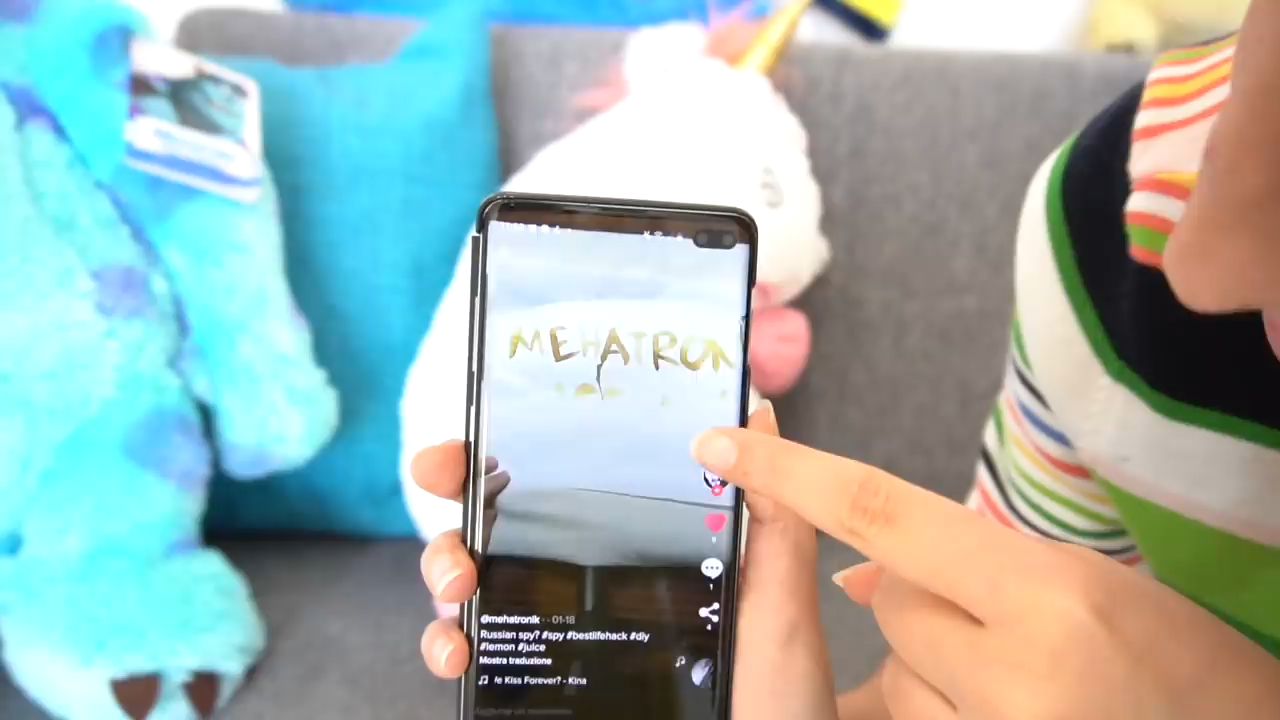 MEHATRON
@mehatronik · 01-18
Russian spy? #spy #bestlifehack #diy
#lemon #juice
Mostra traduzione
Kiss Forever? - Kina